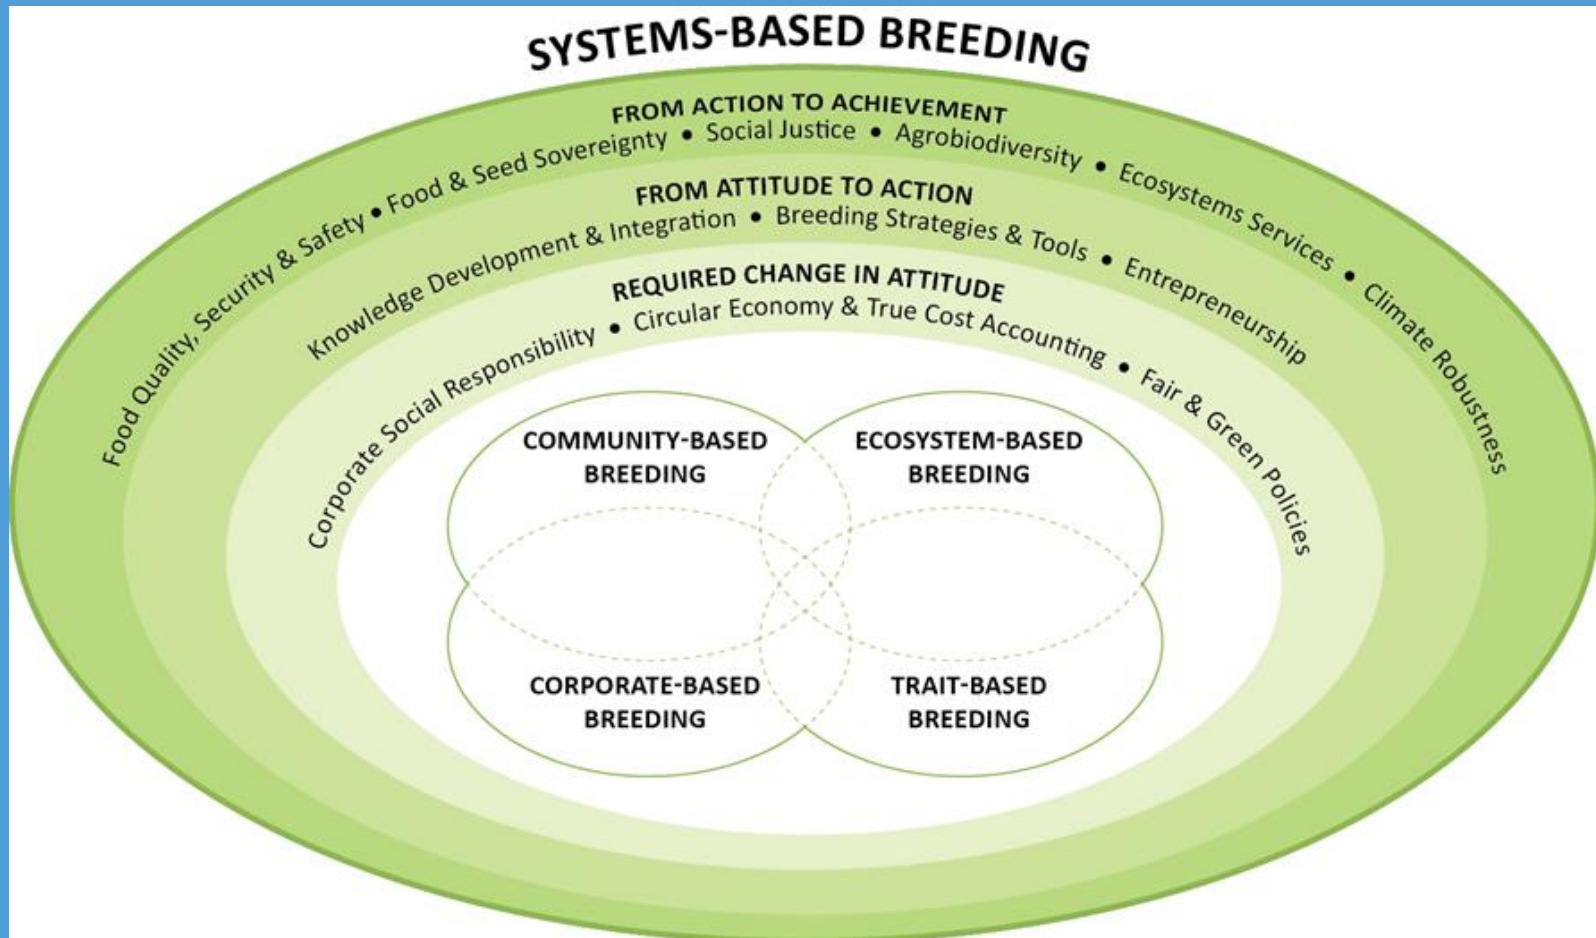 SYSTEMS-BASED BREEDING
FROM ACTION TO ACHIEVEMENT
Food Quality, Security & Safety • Food & Seed Sovereignty • Social Justice • Agrobiodiversity • Ecosystems Services • Climate Robustness
FROM ATTITUDE TO ACTION
Knowledge Development & Integration • Breeding Strategies & Tools • Entrepreneurship
REQUIRED CHANGE IN ATTITUDE
Corporate Social Responsibility • Circular Economy & True Cost Accounting • Fair & Green Policies
COMMUNITY-BASED
BREEDING
ECOSYSTEM-BASED
BREEDING
CORPORATE-BASED
BREEDING
TRAIT-BASED
BREEDING